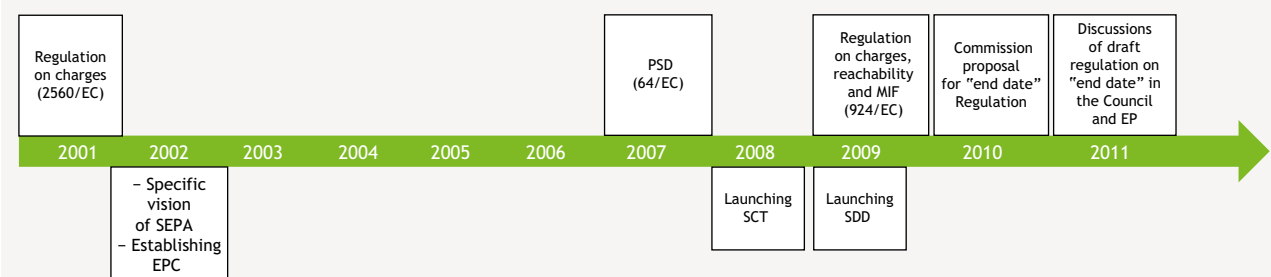 Regulation
on charges
(2560/EC)
PSD
(64/EC)
Regulation
on charges,
reachability
and MIF
(924/EC)
Commission
proposal
for "end date"
Regulation
Discussions
of draft
regulation on
"end date" in
the Council
and EP
2001 2002 2003 2004 2005 2006 2007 2008 2009 2010 2011
– Specific
vision
of SEPA
– Establishing
EPC
Launching
SCT
Launching
SDD